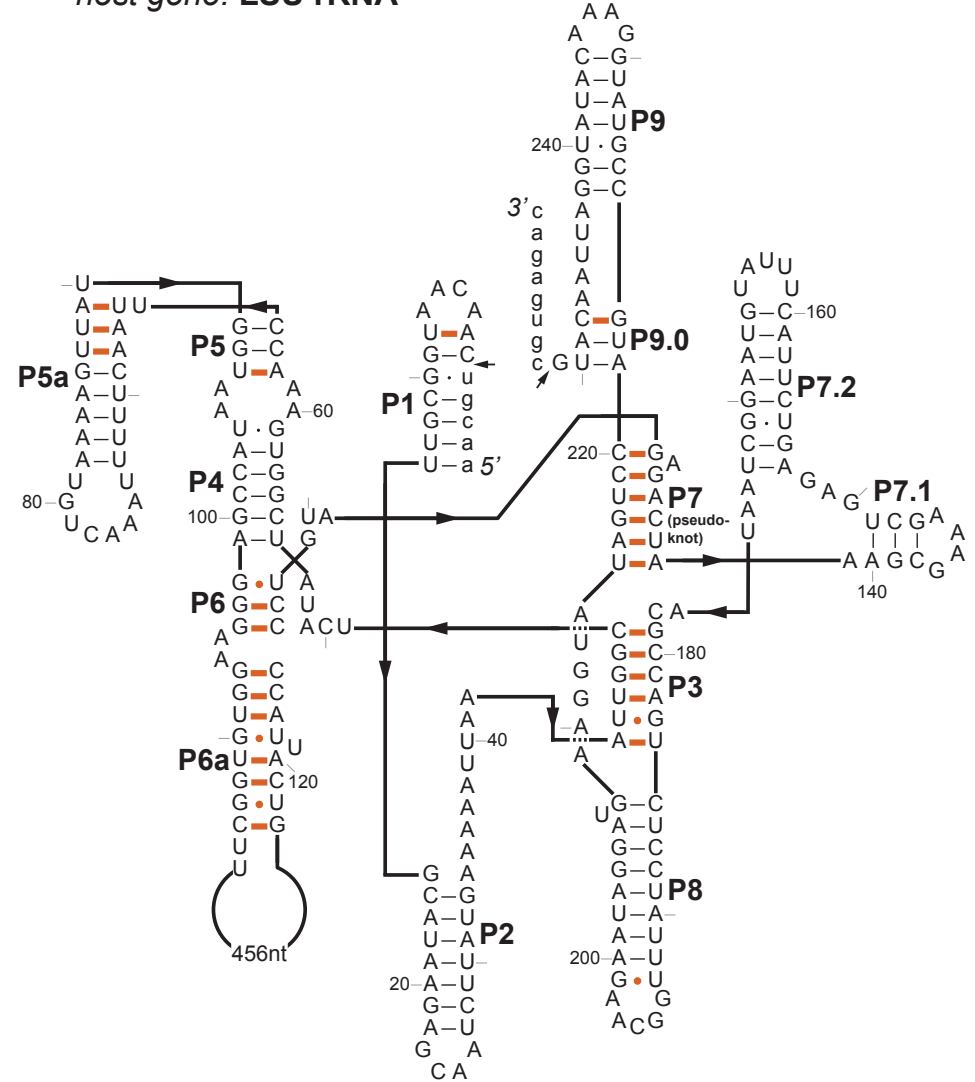 host gene: LSU rRNA
A A
A G
C–G
A–U
U–A
A–U P9
240 U·G
G–C
G–C
A
U
U
A
A
C G
A–U P9.0
U A
G
3' c
a
g
a
g
u
g
c
U
A UU
U A
U A
G C
A U
A U
A U
A U
U U
G A
U A
C A A
P5a
80
G–C
G–C
U A
P5
A A
A A 60
U·G
A–U
C–G
C–G
A–C
G–U
A
P4
100
U A
G
A
U
A C U
G U
G C
G C
P6
A
A
G C
G C
U A
G U
U A
G C
G U
C G
U
U
U
P6a
120
456nt
A C
A A
U A
G–C
G·u
C–g
G–c
U–a
U–a 5'
P1
G
C–G
A–U
U–A
A–U
A–U
G–C
A–U
G A
C A
P2
20
A
A
U 40
U
A
A
A
A
A
220 C G
C G A
U A
G C
A U
U A
P7
(pseudo-
knot)
A
U
G
G
A
A
C A
C G
G C 180
G C
U A
U G
A U
P3
G–C
U
A–U
G–C
G–C
A–U
U–A
A–U
200 A–U
G U
A G
A C G
P8
A U U
U U
G–C 160
U–A
A–U
A–U
G–C
G·U
C–G
U–A
A
A
U
P7.2
G A G
P7.1
U C G A
A A G C G A
A
140